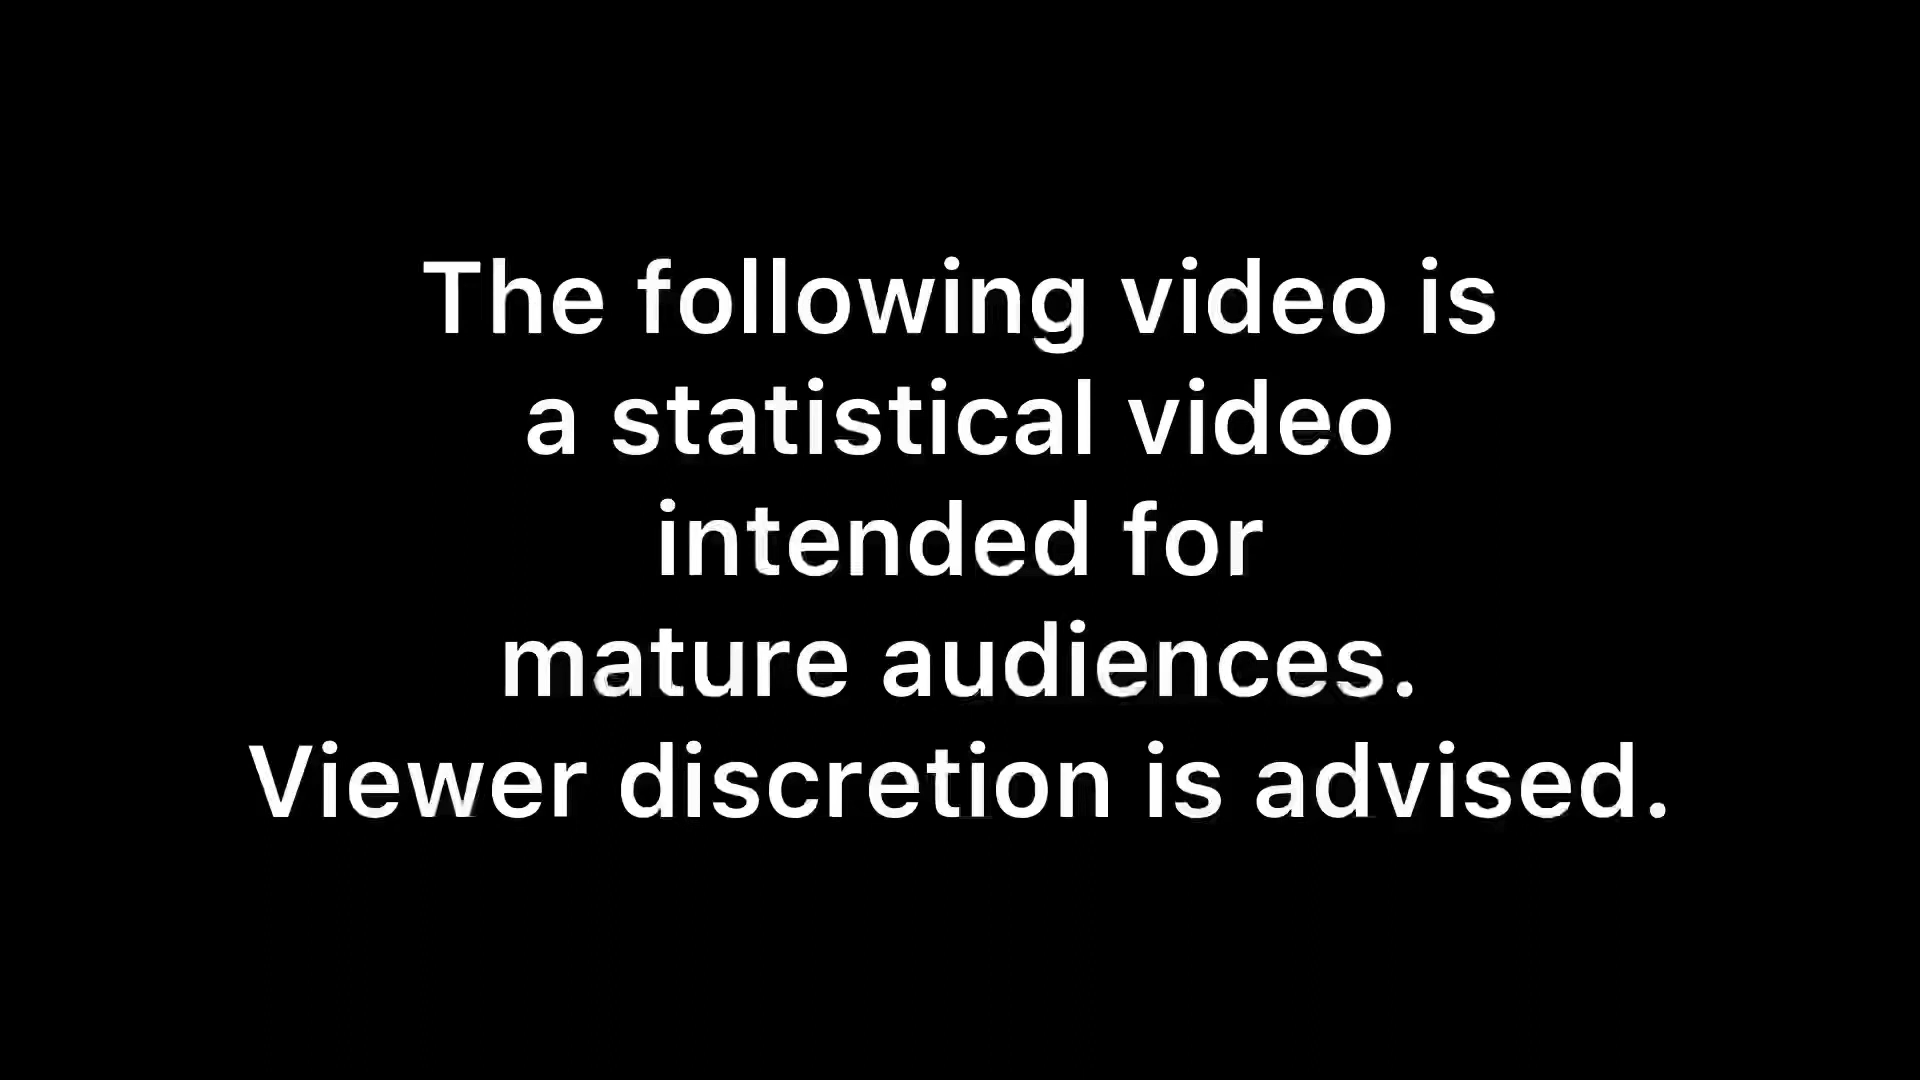 The following video is
a statistical video
intended for
mature audiences.
Viewer discretion is advised.